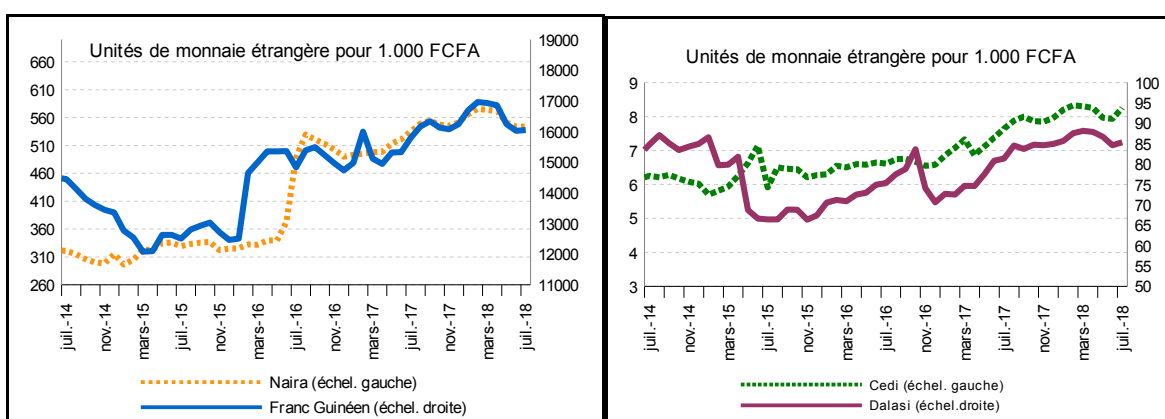 Unités de monnaie étrangère pour 1.000 FCFA
660
610
560
510
460
410
360
310
260
19000
18000
17000
16000
15000
14000
13000
12000
11000
juil.-14
nov.-14
mars-15
juil.-15
nov.-15
mars-16
juil.-16
nov.-16
mars-17
juil.-17
nov.-17
mars-18
juil.-18
Naira (échel. gauche)
Franc Guinéen (échel. droite)
Unités de monnaie étrangère pour 1.000 FCFA
9
8
7
6
5
4
3
100
95
90
85
80
75
70
65
60
55
50
juil.-14
nov.-14
mars-15
juil.-15
nov.-15
mars-16
juil.-16
nov.-16
mars-17
juil.-17
nov.-17
mars-18
juil.-18
Cedi (échel. gauche)
Dalasi (échel.droite)